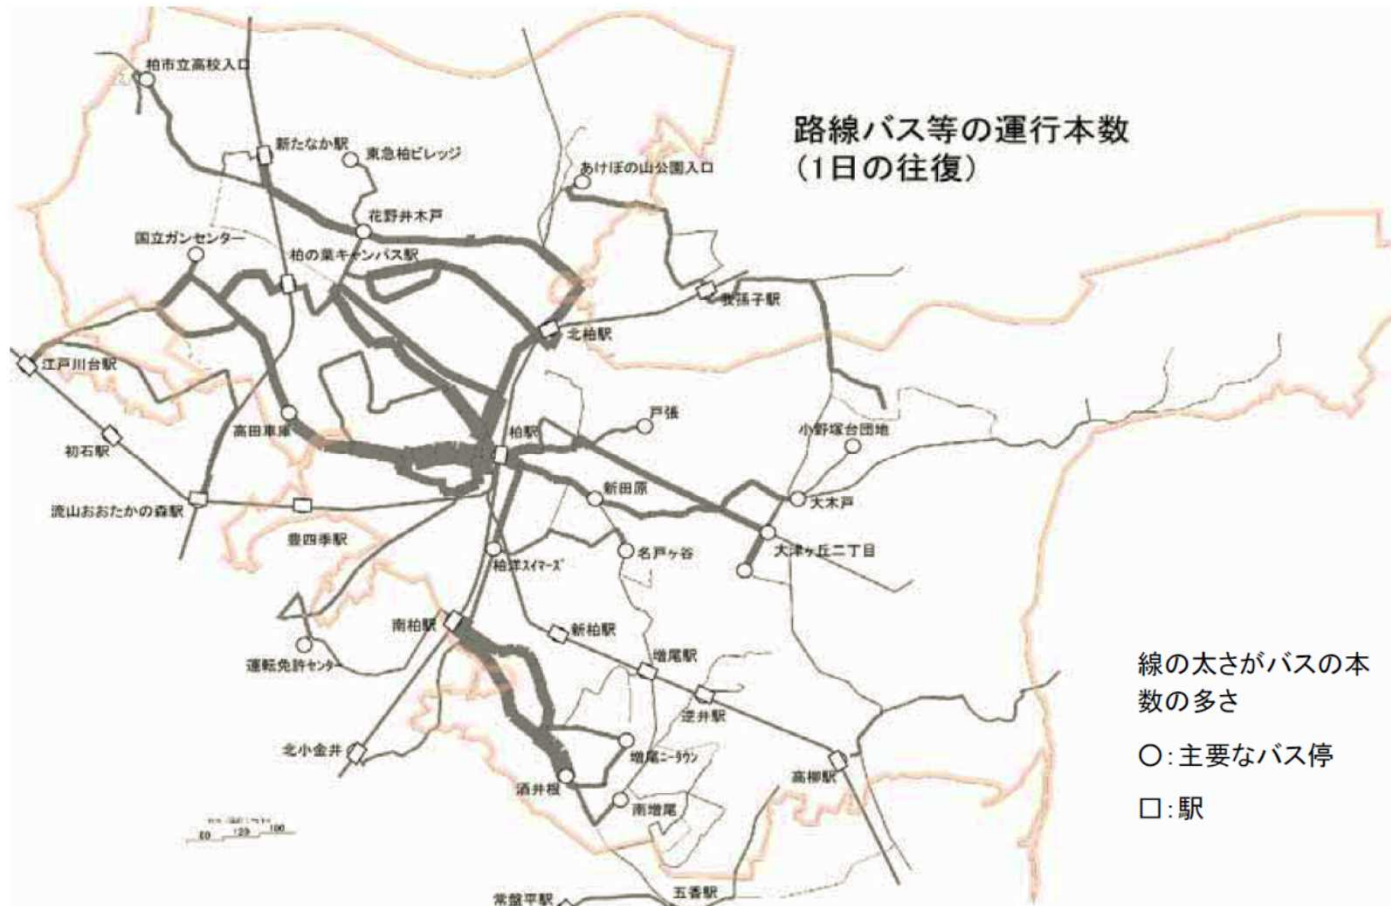 柏市立高校入口
路線バス等の運行本数
(1日の往復)
新たなか駅
東急柏ビレッジ
あけぼの山公園入口
花野井木戸
国立ガンセンター
柏の葉キャンパス駅
我孫子駅
北柏駅
江戸川台駅
戸張
高田車庫
柏駅
小野塚台団地
初石駅
新田原
大木戸
流山おおたかの森駅
豊四季駅
名戸ヶ谷
大津ヶ丘二丁目
柏洋スイマーズ
南柏駅
新柏駅
運転免許センター
増尾駅
線の太さがバスの本
数の多さ
逆井駅
北小金井
増尾ニータウン
○:主要なバス停
高柳駅
酒井根
南増尾
□:駅
60 120 180
五香駅
常盤平駅